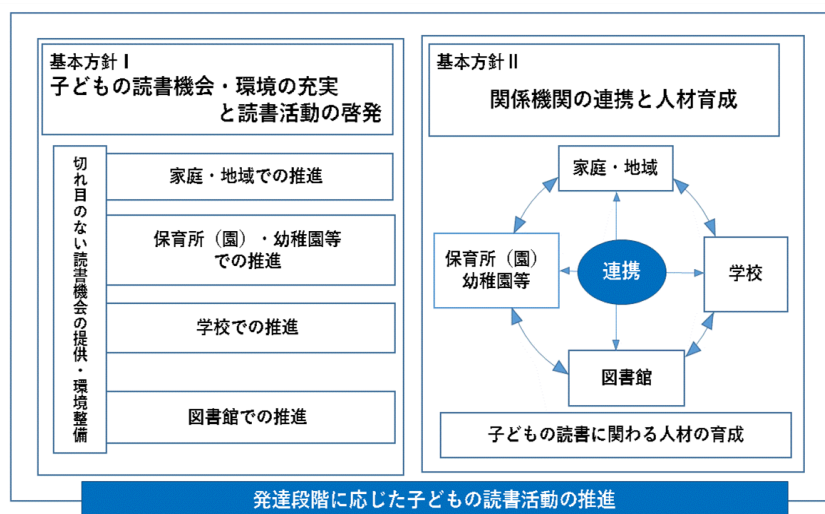 基本方針Ⅰ
子どもの読書機会・環境の充実
と読書活動の啓発
切れ目のない読書機会の提供・環境整備
家庭・地域での推進
保育所（園）・幼稚園等
での推進
学校での推進
図書館での推進
基本方針Ⅱ
関係機関の連携と人材育成
家庭・地域
保育所（園）
幼稚園等
連携
学校
図書館
子どもの読書に関わる人材の育成
発達段階に応じた子どもの読書活動の推進